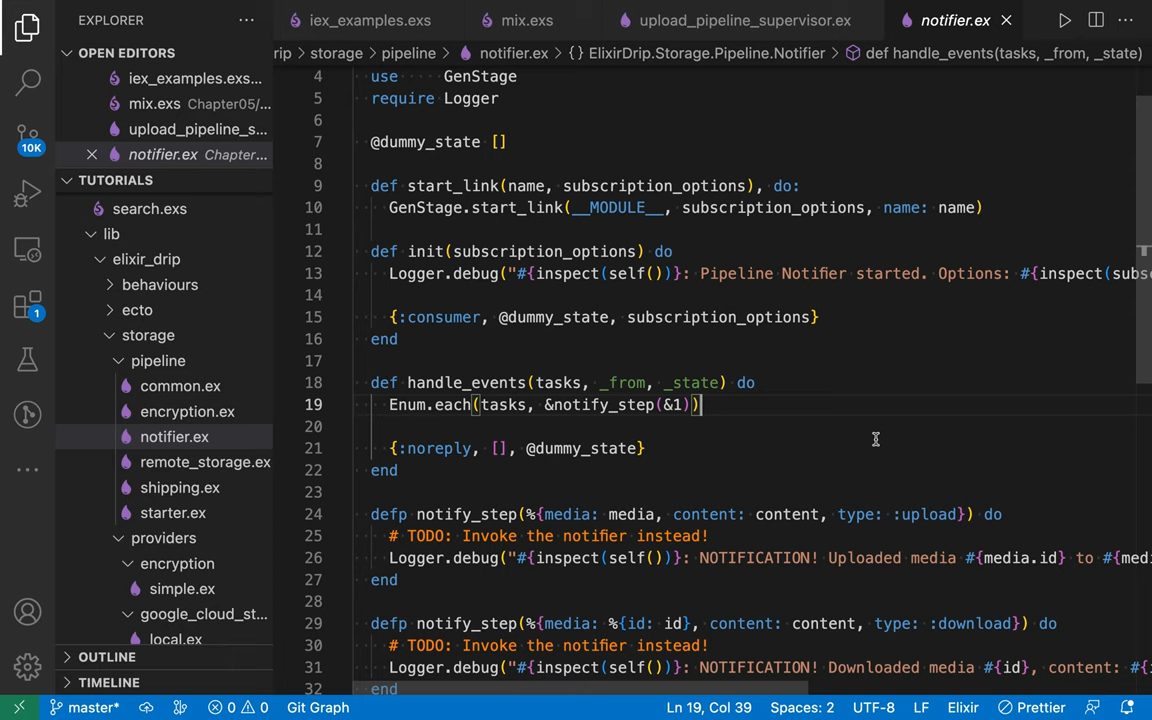 EXPLORER
iex_examples.exs
mix.exs
upload_pipeline_supervisor.ex
notifier.ex
OPEN EDITORS
rip > storage > pipeline > notifier.ex > {} ElixirDrip.Storage.Pipeline.Notifier > def handle_events(tasks, _from, _state)
iex_examples.exs...
mix.exs Chapter05/...
upload_pipeline_s...
notifier.ex Chapter...
TUTORIALS
search.exs
lib
elixir_drip
behaviours
ecto
storage
pipeline
common.ex
encryption.ex
notifier.ex
remote_storage.ex
shipping.ex
starter.ex
providers
encryption
simple.ex
google_cloud_st...
local.ex
OUTLINE
TIMELINE
10K
1
4 use GenStage
5 require Logger
6
7 @dummy_state []
8
9 def start_link(name, subscription_options), do:
10 GenStage.start_link(__MODULE__, subscription_options, name: name)
11
12 def init(subscription_options) do
13 Logger.debug("#{inspect(self())}: Pipeline Notifier started. Options: #{inspect(subs
14
15 {:consumer, @dummy_state, subscription_options}
16 end
17
18 def handle_events(tasks, _from, _state) do
19 Enum.each(tasks, &notify_step(&1))
20
21 {:noreply, [], @dummy_state}
22 end
23
24 defp notify_step(%{media: media, content: content, type: :upload}) do
25 # TODO: Invoke the notifier instead!
26 Logger.debug("#{inspect(self())}: NOTIFICATION! Uploaded media #{media.id} to #{medi
27 end
28
29 defp notify_step(%{media: %{id: id}, content: content, type: :download}) do
30 # TODO: Invoke the notifier instead!
31 Logger.debug("#{inspect(self())}: NOTIFICATION! Downloaded media #{id}, content: #{i
32 end
master* 0 0 Git Graph Ln 19, Col 39 Spaces: 2 UTF-8 LF Elixir Prettier